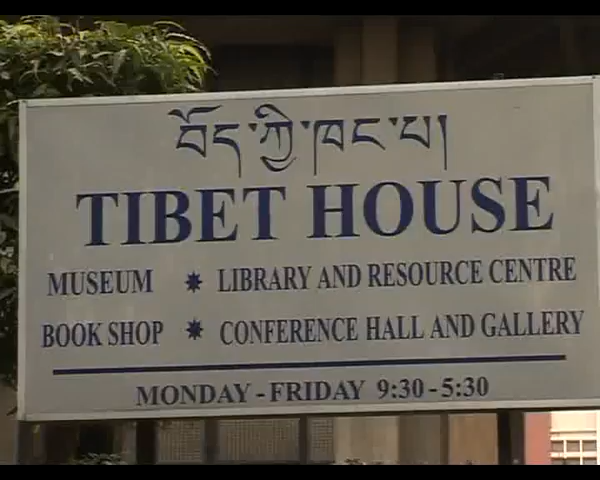 བོད་ཀྱི་ཁང་པ།
TIBET HOUSE
MUSEUM ✷ LIBRARY AND RESOURCE CENTRE
BOOK SHOP ✷ CONFERENCE HALL AND GALLERY
MONDAY - FRIDAY 9:30 - 5:30